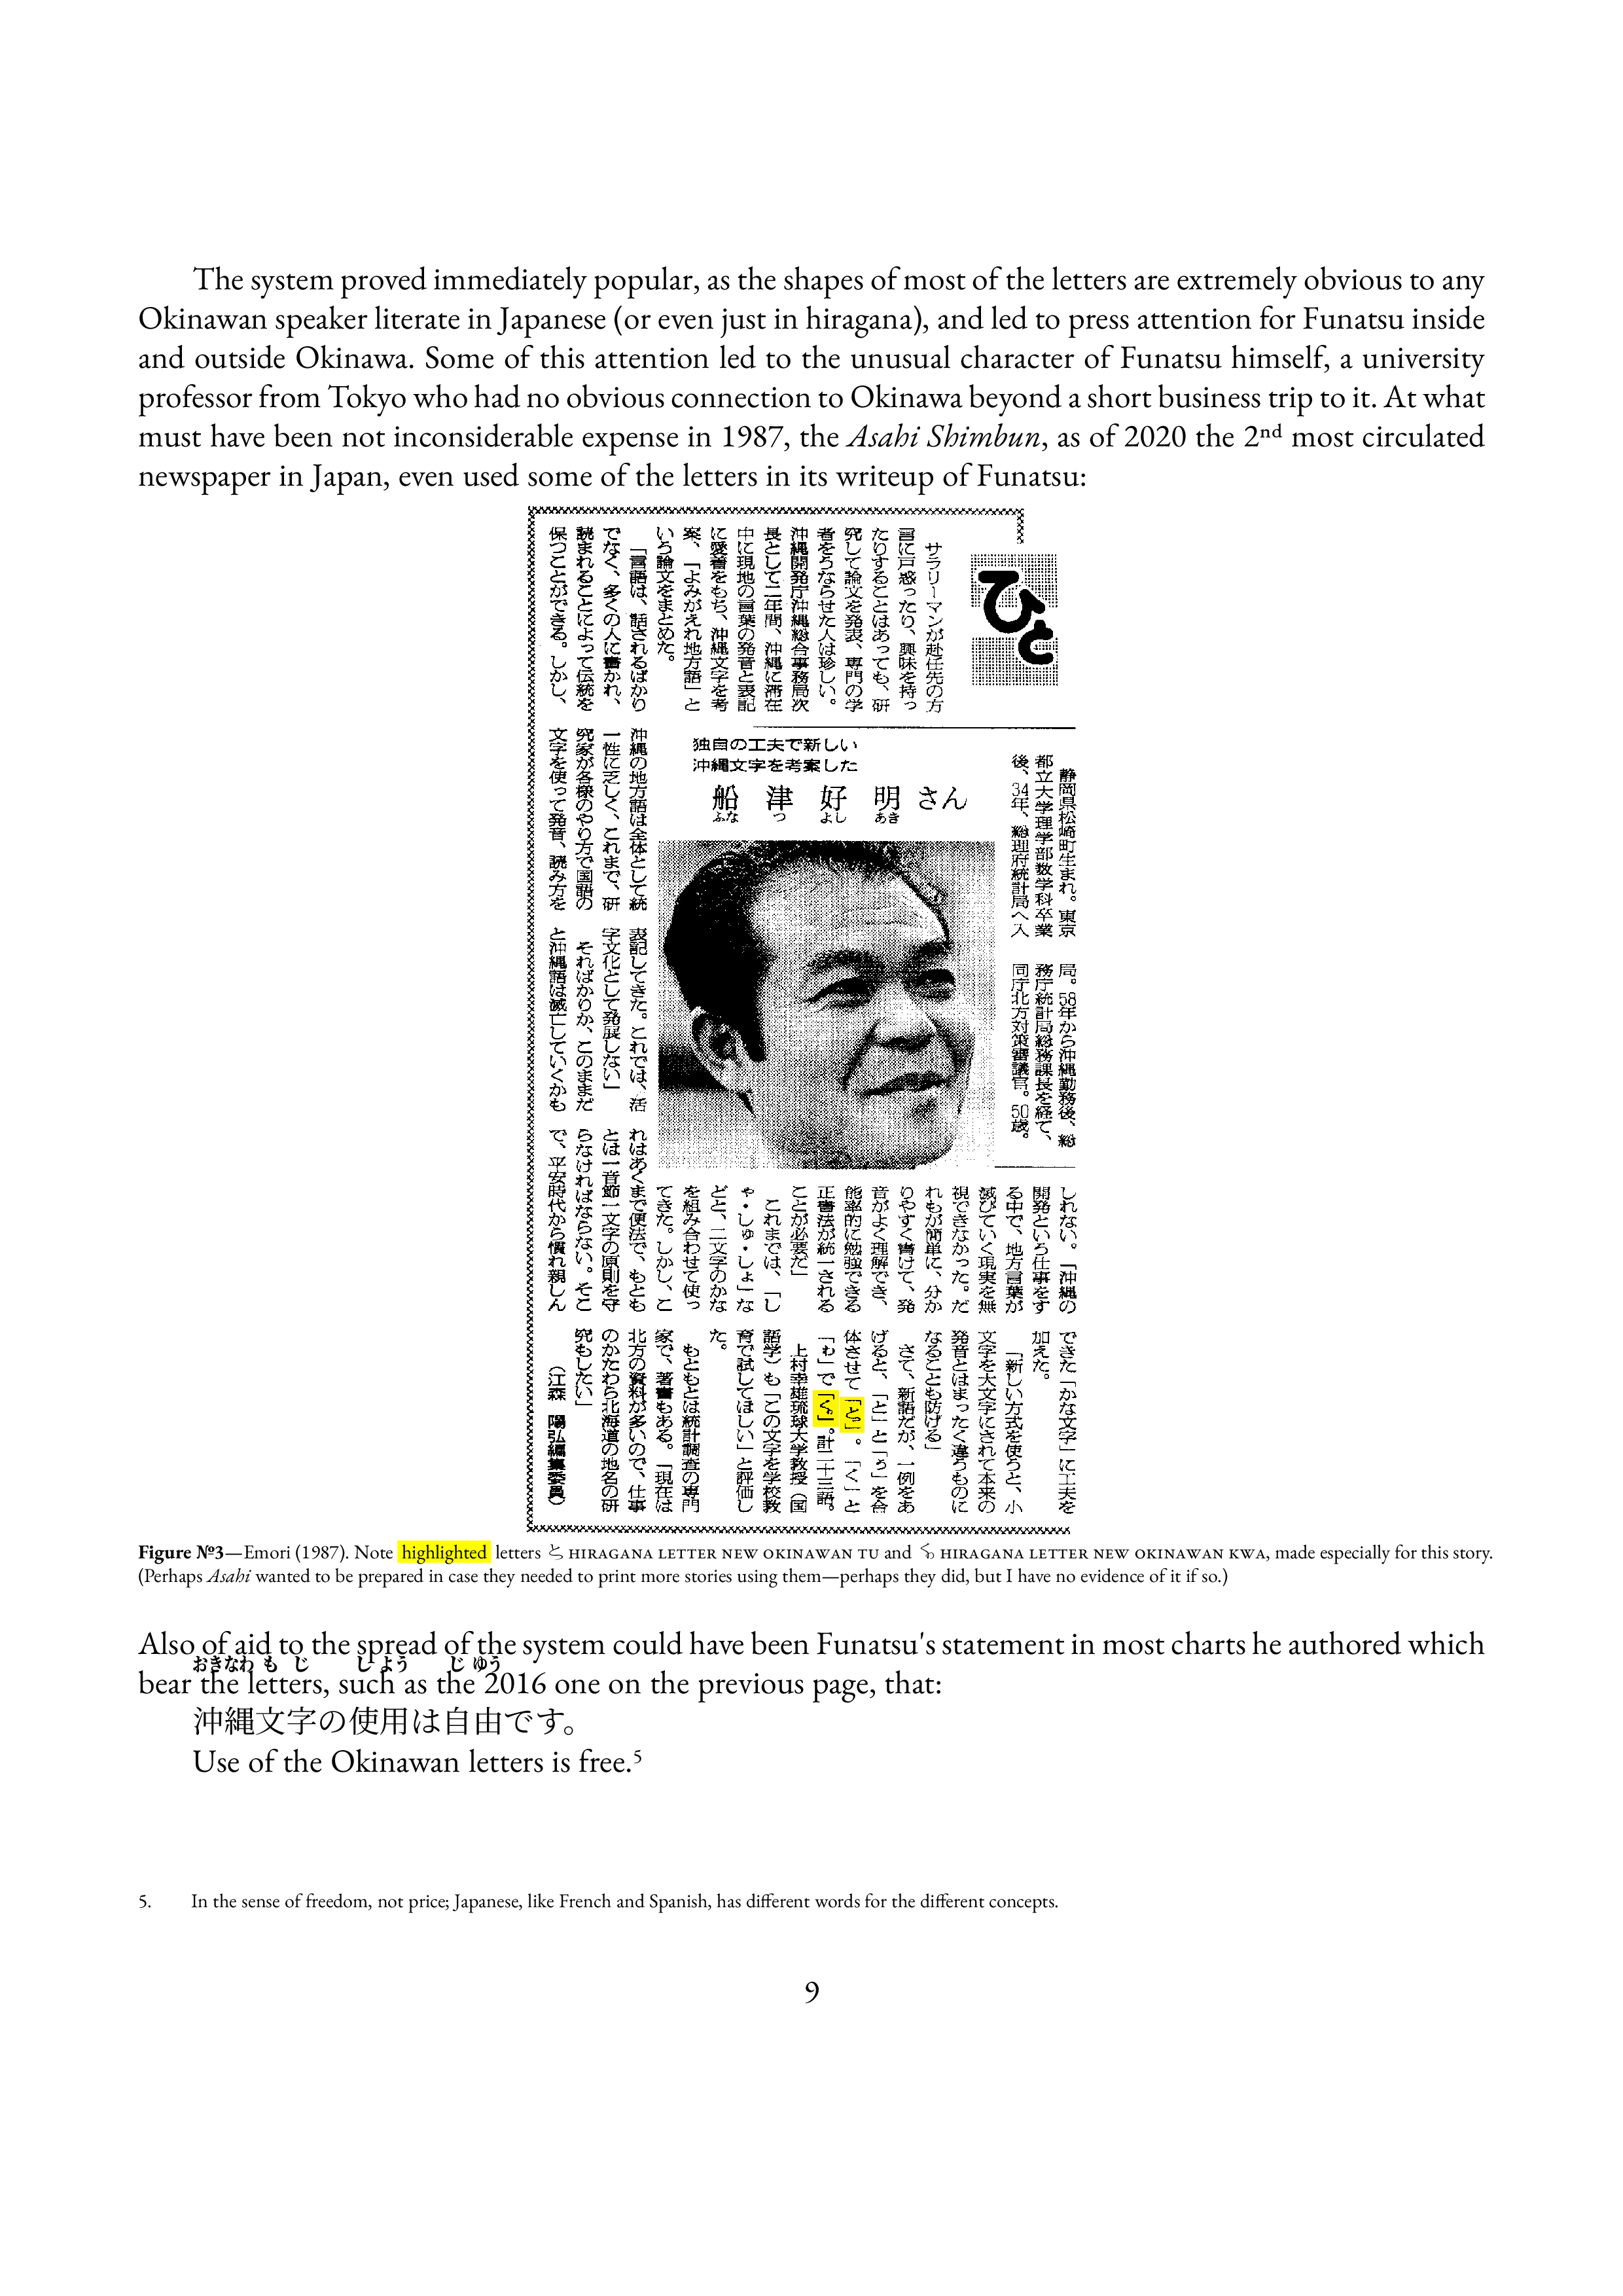 The system proved immediately popular, as the shapes of most of the letters are extremely obvious to any
Okinawan speaker literate in Japanese (or even just in hiragana), and led to press attention for Funatsu inside
and outside Okinawa. Some of this attention led to the unusual character of Funatsu himself, a university
professor from Tokyo who had no obvious connection to Okinawa beyond a short business trip to it. At what
must have been not inconsiderable expense in 1987, the Asahi Shimbun, as of 2020 the 2nd most circulated
newspaper in Japan, even used some of the letters in its writeup of Funatsu:
ひと
サラリーマンが赴任先の方
言に戸惑ったり、興味を持っ
たりすることはあっても、研
究して論文を発表、専門の学
者をうならせた人は珍しい。
沖縄開発庁沖縄総合事務局次
長として二年間、沖縄に滞在
中に現地の言葉の発音と表記
に愛着をもち、沖縄文字を考
案、「よみがえれ地方語」と
いう論文をまとめた。
「言語は、話されるばかり
でなく、多くの人に書かれ、
読まれることによって伝統を
保つことができる。しかし、
独自の工夫で新しい
沖縄文字を考案した
船津好明さん
ふな つ よし あき
静岡県松崎町生まれ。東京
都立大学理学部数学科卒業
後、34年、総理府統計局へ入
局。58年から沖縄勤務後、総
務庁統計局総務課長を経て、
同庁北方対策審議官。50歳。
沖縄の地方語は全体として統
一性に乏しく、これまで、研
究家が各様のやり方で国語の
文字を使って発音、読み方を
表記してきた。これでは、活
字文化として発展しない」
そればかりか、このままだ
と沖縄語は滅亡していくかも
しれない。「沖縄の
開発という仕事をす
る中で、地方言葉が
滅びていく現実を無
視できなかった。だ
れもが簡単に、分か
りやすく書けて、発
音がよく理解でき、
能率的に勉強できる
正書法が統一される
ことが必要だ」
これまでは、「し
ゃ・しゅ・しょ」な
どと、二文字のかな
を組み合わせて使っ
てきた。しかし、こ
れはあくまで便法で、もとも
とは一音節一文字の原則を守
らなければならない。そこ
で、平安時代から慣れ親しん
できた「かな文字」に工夫を
加えた。
「新しい方式を使うと、小
文字を大文字にされて本来の
発音とはまったく違うものに
なることも防げる」
さて、新語だが、一例をあ
げると、「と」と「ぅ」を合
体させて「」。「く」と
「ゎ」で「」。計二十三語。
上村幸雄琉球大学教授（国
語学）も「この文字を学校教
育で試してほしい」と評価し
た。
もともとは統計調査の専門
家で、著書もある。「現在は
北方の資料が多いので、仕事
のかたわら北海道の地名の研
究もしたい」
（江森 陽弘編集委員）
Figure №3—Emori (1987). Note highlighted letters HIRAGANA LETTER NEW OKINAWAN TU and HIRAGANA LETTER NEW OKINAWAN KWA, made especially for this story.
(Perhaps Asahi wanted to be prepared in case they needed to print more stories using them—perhaps they did, but I have no evidence of it if so.)
Also of aid to the spread of the system could have been Funatsu's statement in most charts he authored which
bear the letters, such as the 2016 one on the previous page, that:
おきなわ も じ し よう じ ゆう
沖縄文字の使用は自由です。
Use of the Okinawan letters is free.5
5. In the sense of freedom, not price; Japanese, like French and Spanish, has different words for the different concepts.
9